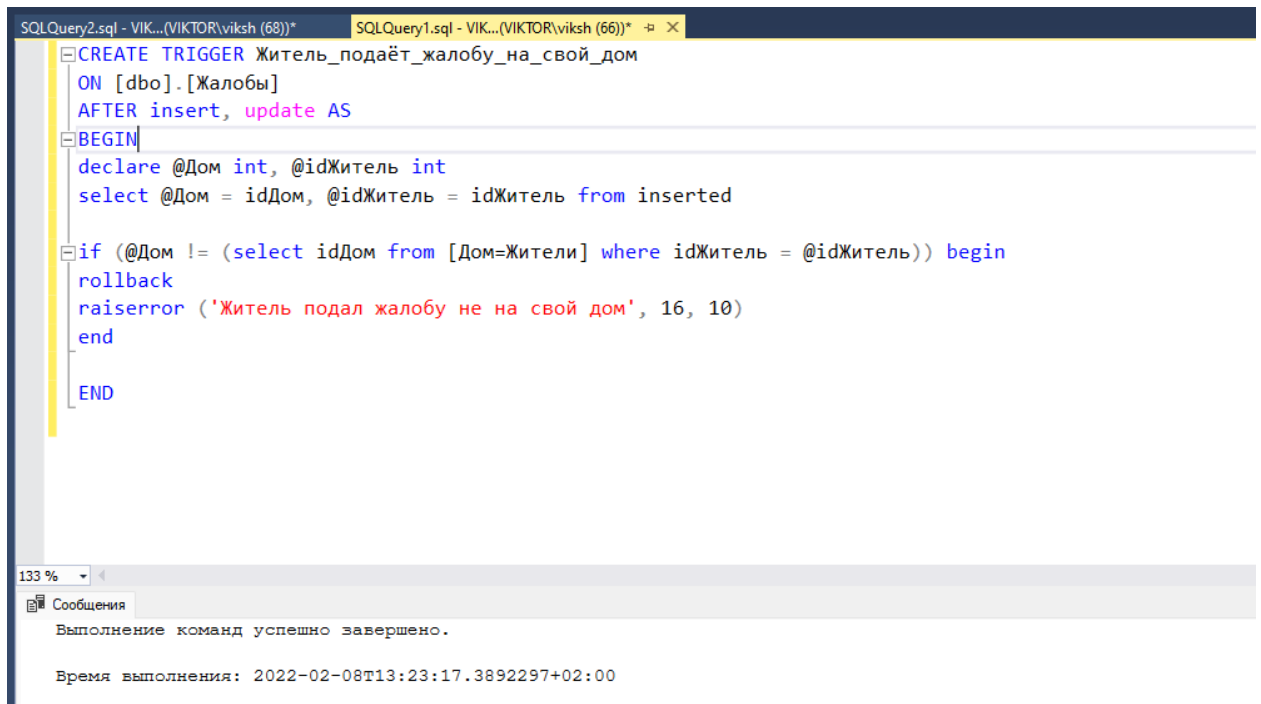 SQLQuery2.sql - VIK...(VIKTOR\viksh (68))* SQLQuery1.sql - VIK...(VIKTOR\viksh (66))*
CREATE TRIGGER Житель_подаёт_жалобу_на_свой_дом
ON [dbo].[Жалобы]
AFTER insert, update AS
BEGIN
declare @Дом int, @idЖитель int
select @Дом = idДом, @idЖитель = idЖитель from inserted
if (@Дом != (select idДом from [Дом=Жители] where idЖитель = @idЖитель)) begin
rollback
raiserror ('Житель подал жалобу не на свой дом', 16, 10)
end
END
133 %
Сообщения
Выполнение команд успешно завершено.
Время выполнения: 2022-02-08T13:23:17.3892297+02:00